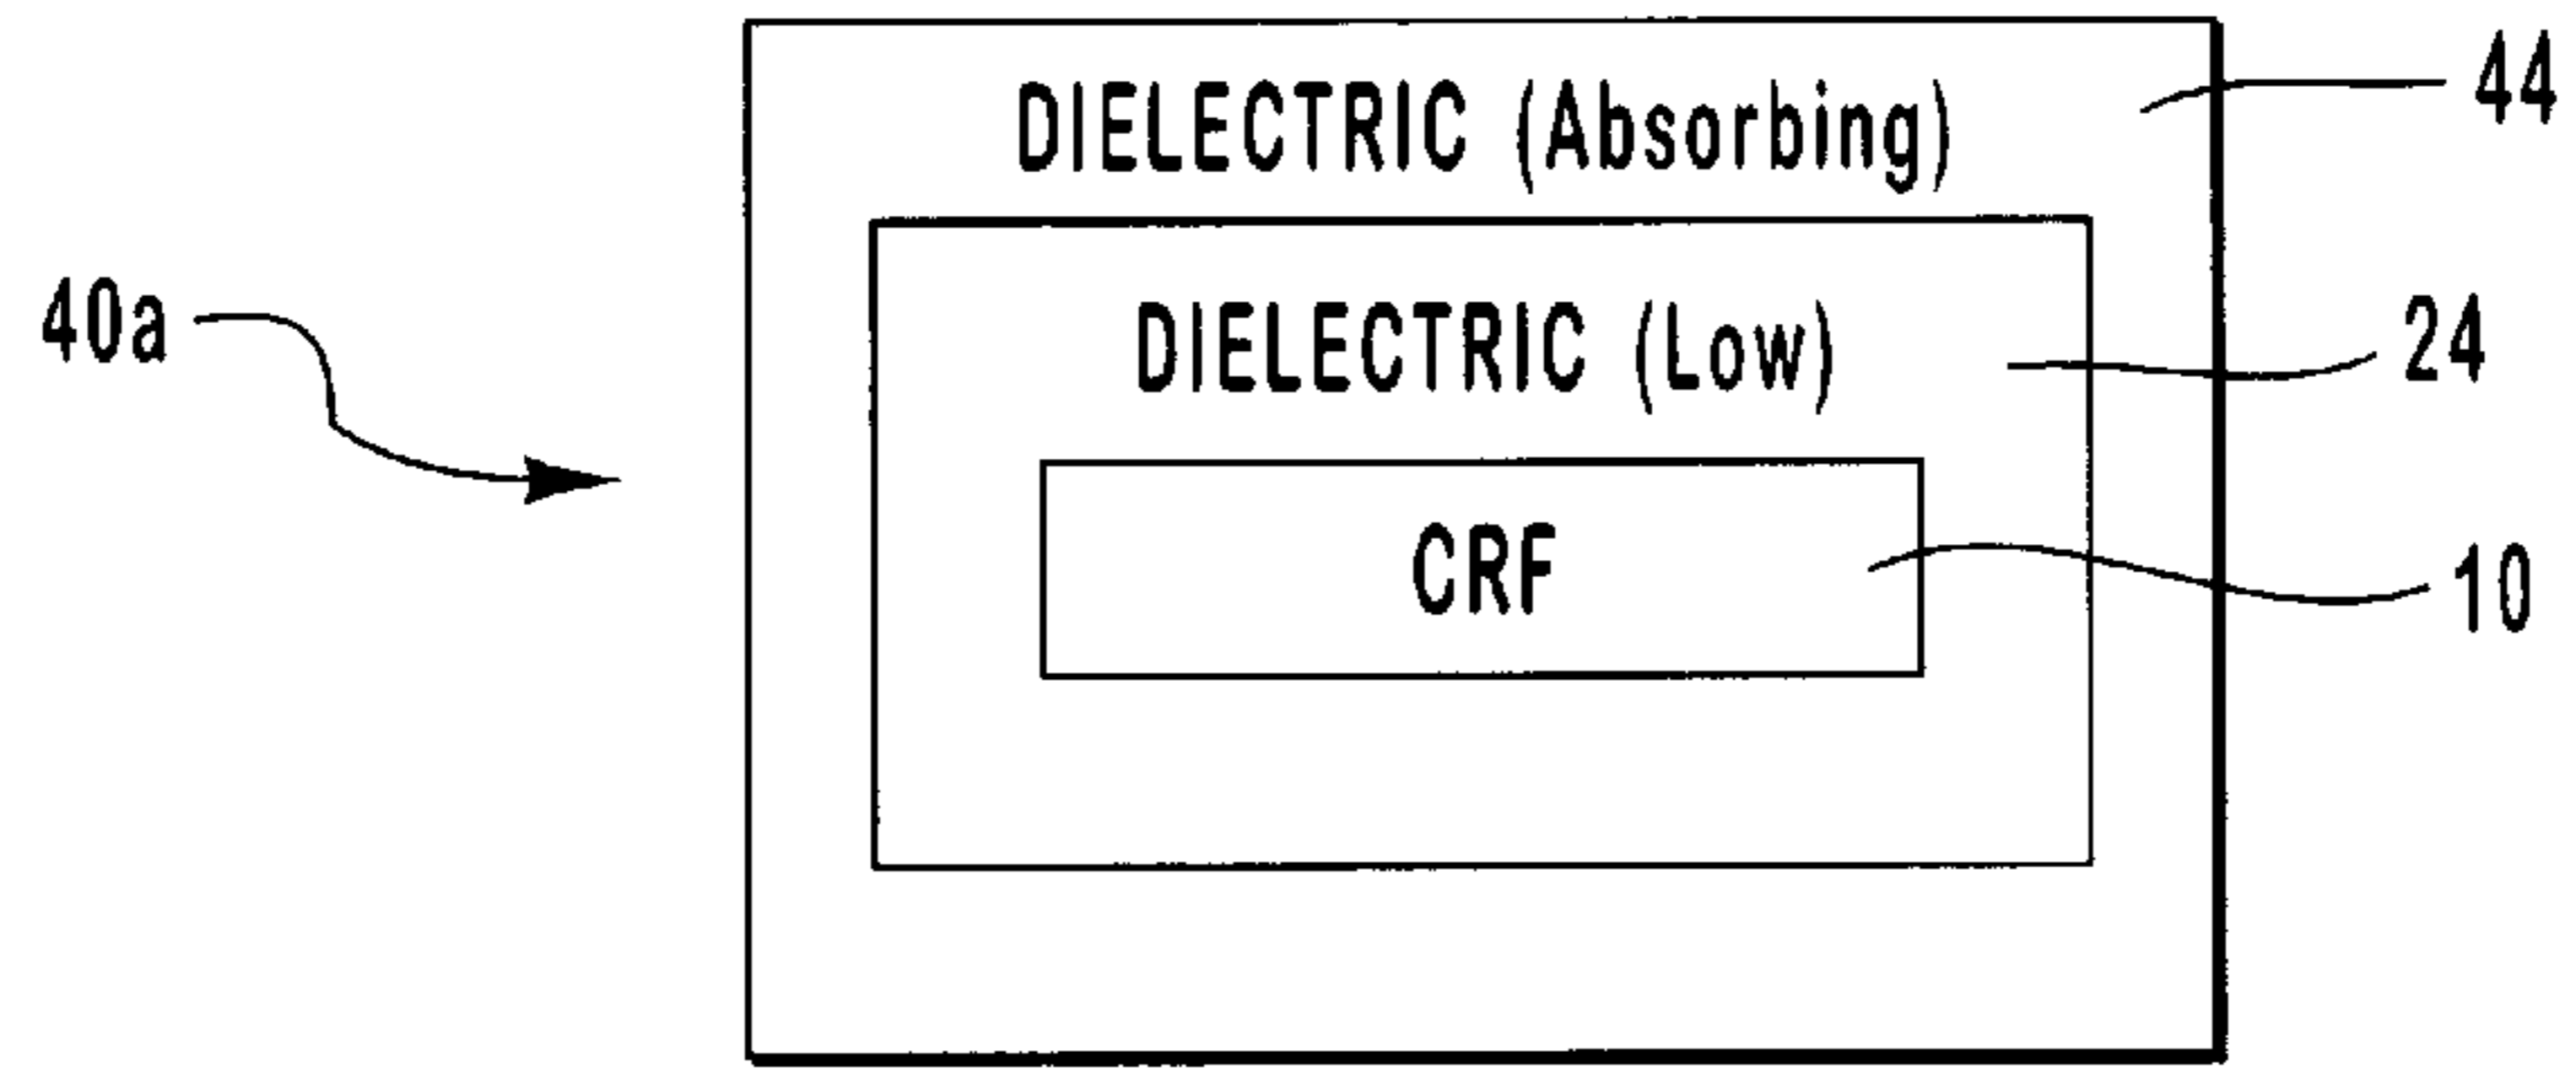 DIELECTRIC (Absorbing)
44
40a
DIELECTRIC (Low)
24
CRF
10